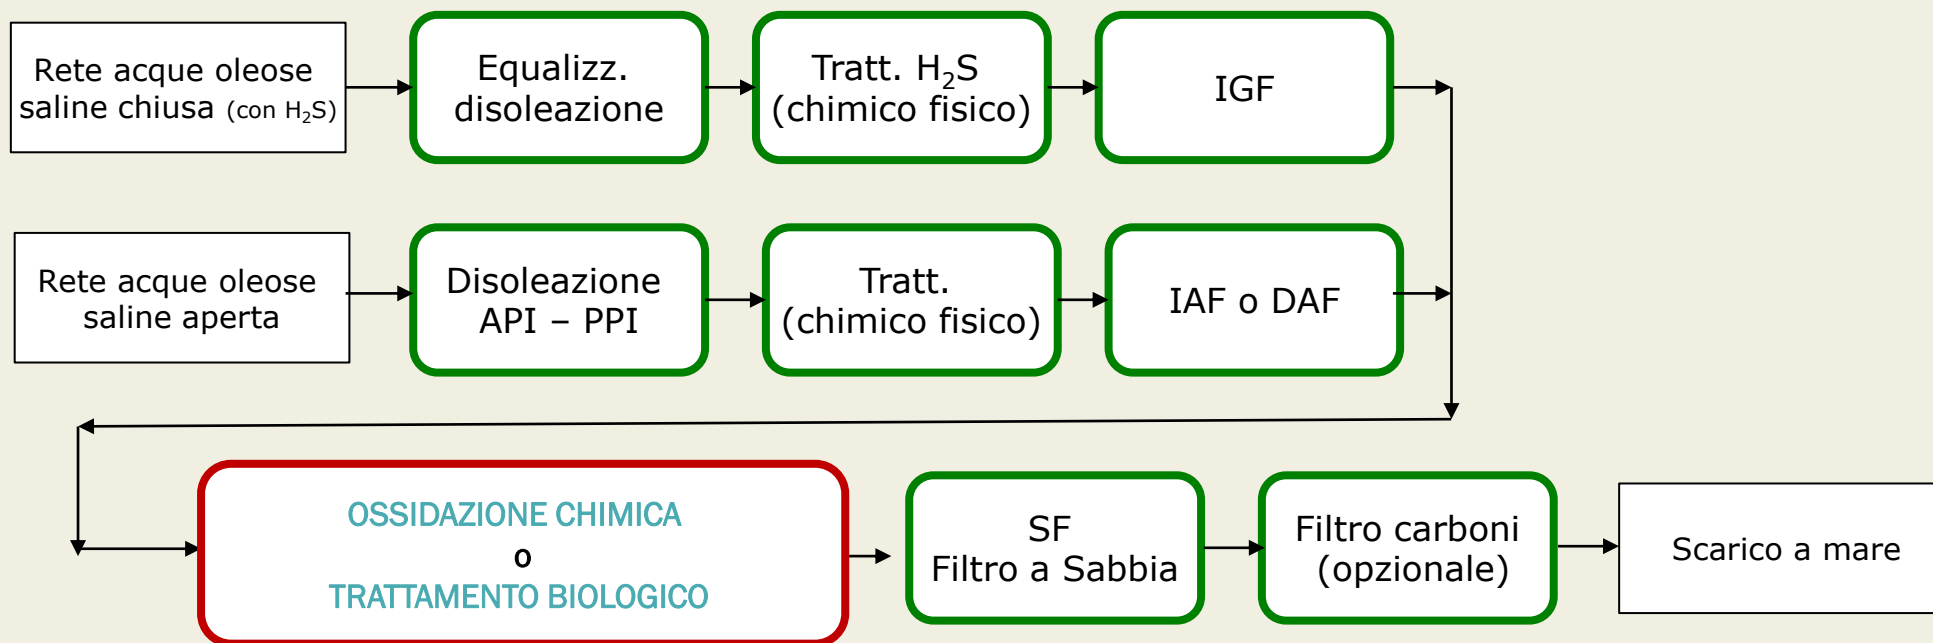 Rete acque oleose
saline chiusa (con H₂S)
Equalizz.
disoleazione
Tratt. H₂S
(chimico fisico)
IGF
Rete acque oleose
saline aperta
Disoleazione
API – PPI
Tratt.
(chimico fisico)
IAF o DAF
OSSIDAZIONE CHIMICA
o
TRATTAMENTO BIOLOGICO
SF
Filtro a Sabbia
Filtro carboni
(opzionale)
Scarico a mare